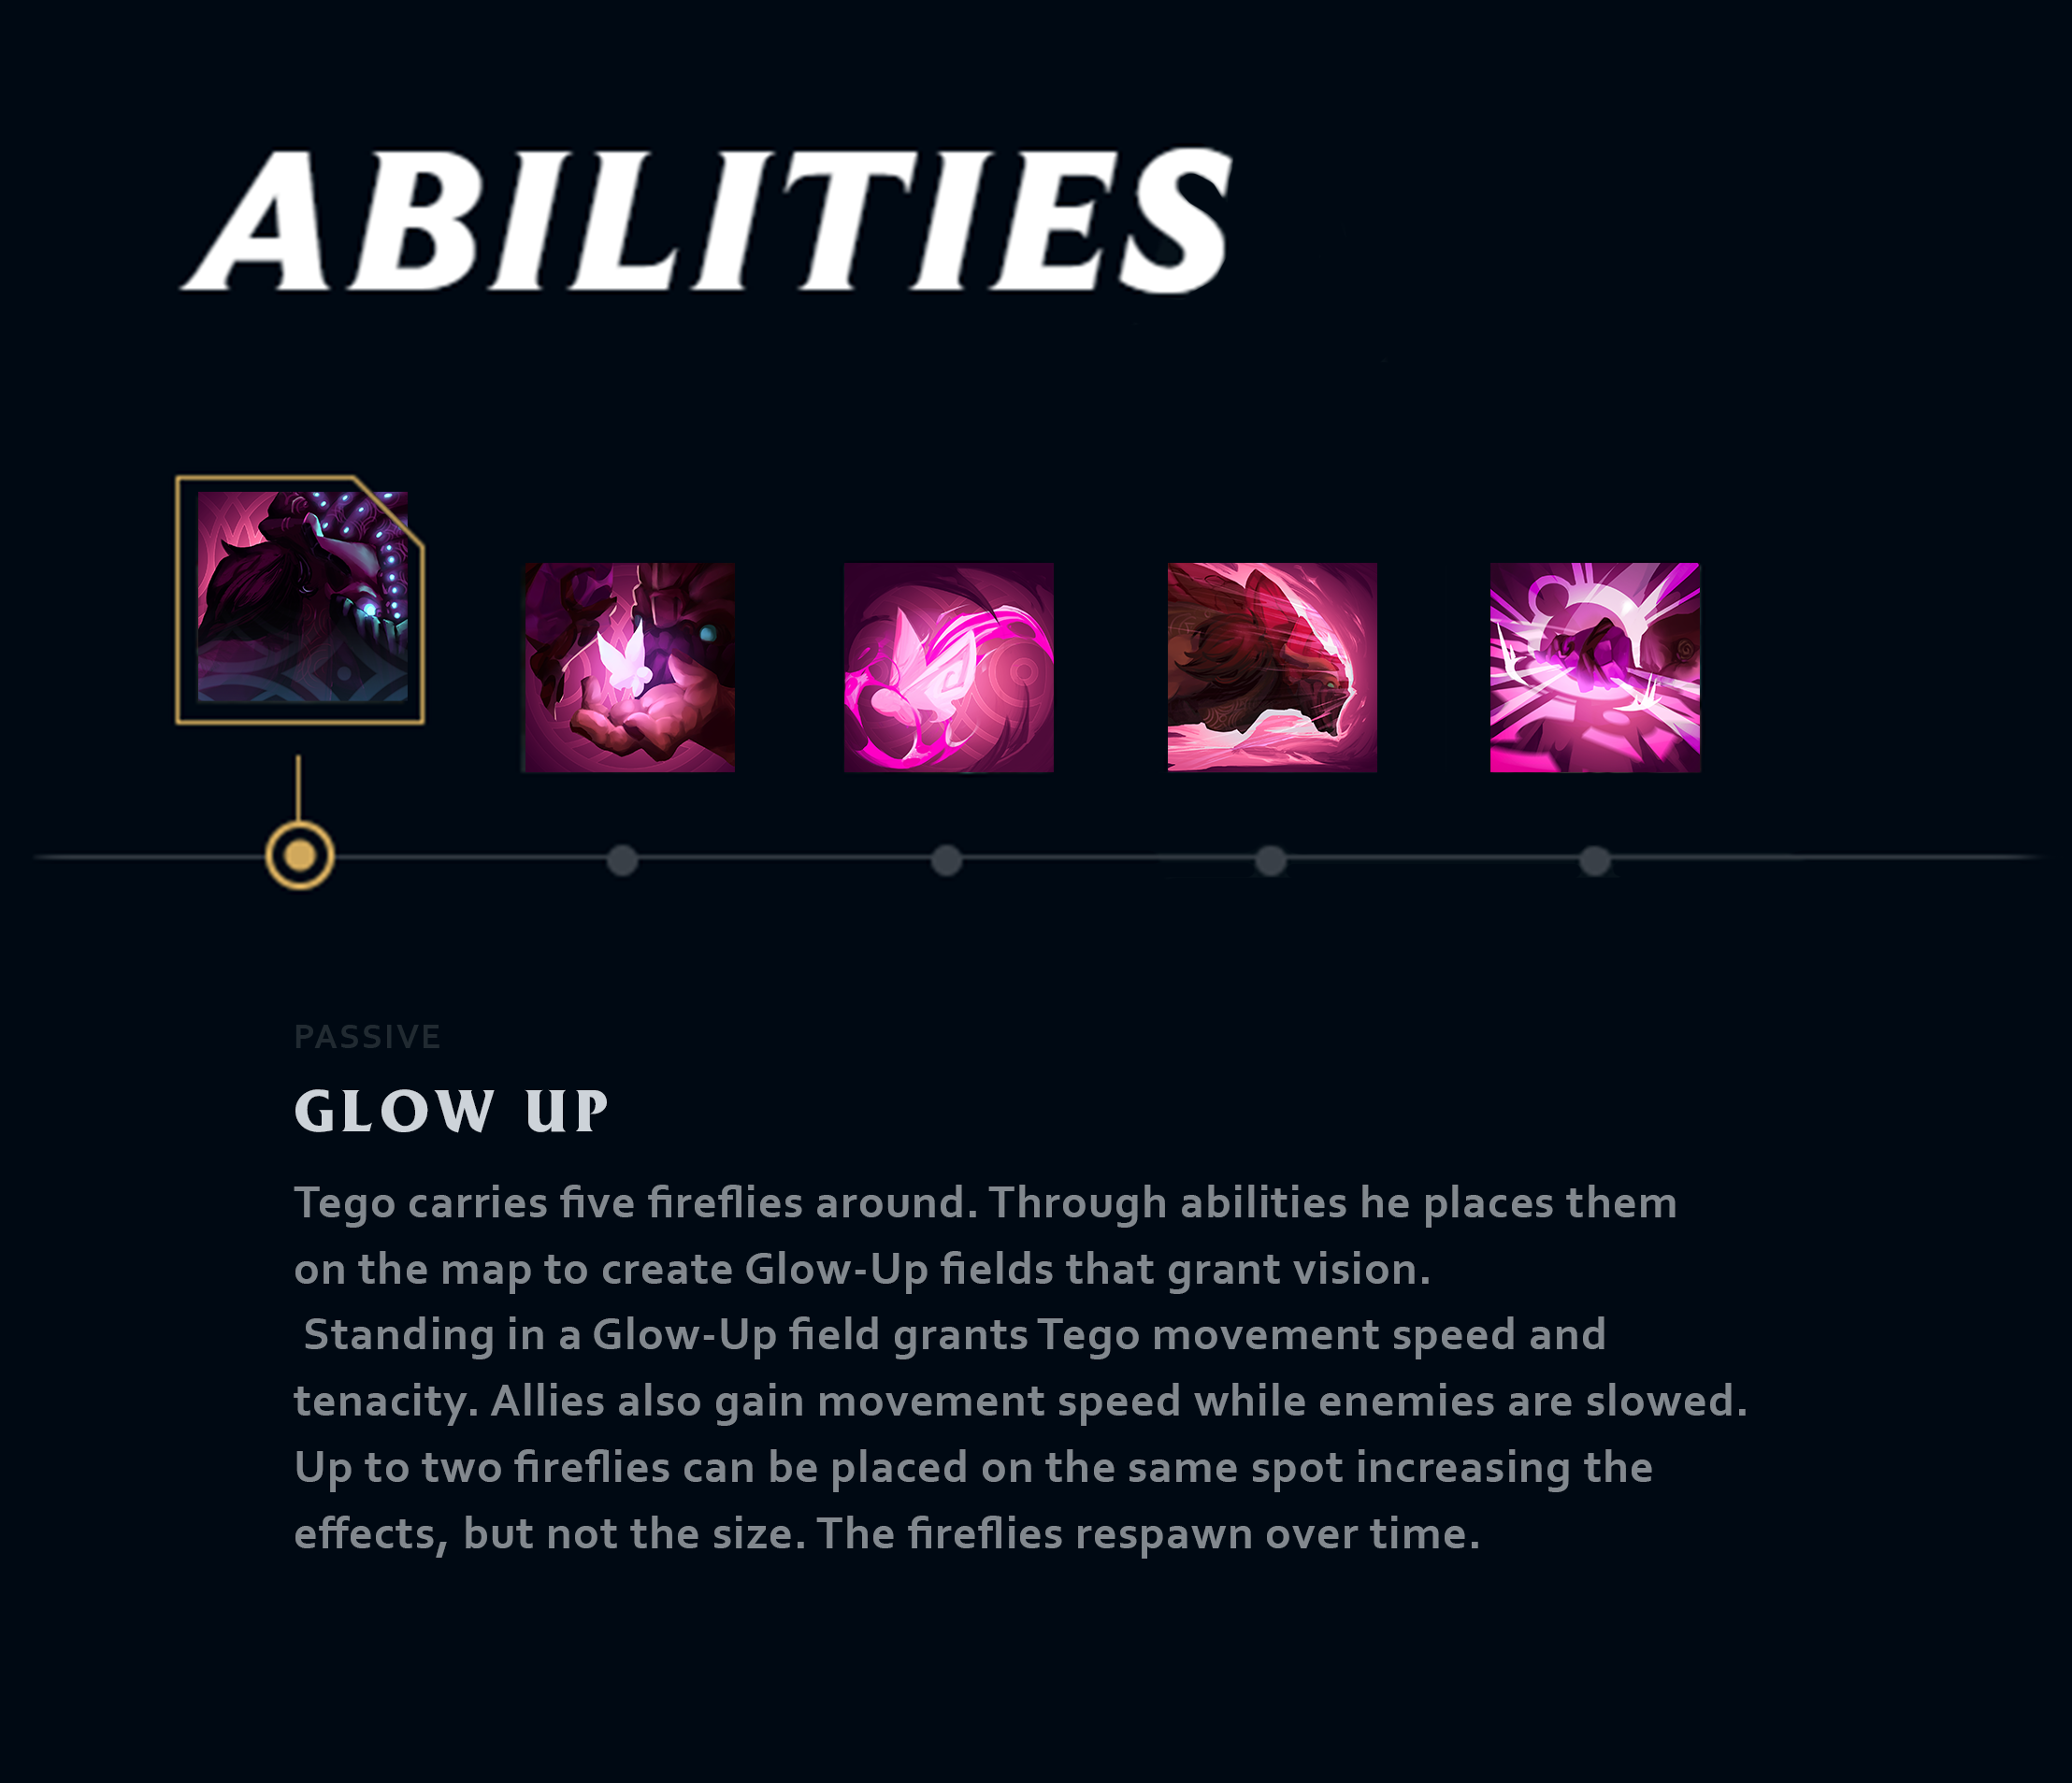 ABILITIES
PASSIVE
GLOW UP
Tego carries five fireflies around. Through abilities he places them
on the map to create Glow-Up fields that grant vision.
Standing in a Glow-Up field grants Tego movement speed and
tenacity. Allies also gain movement speed while enemies are slowed.
Up to two fireflies can be placed on the same spot increasing the
effects, but not the size. The fireflies respawn over time.